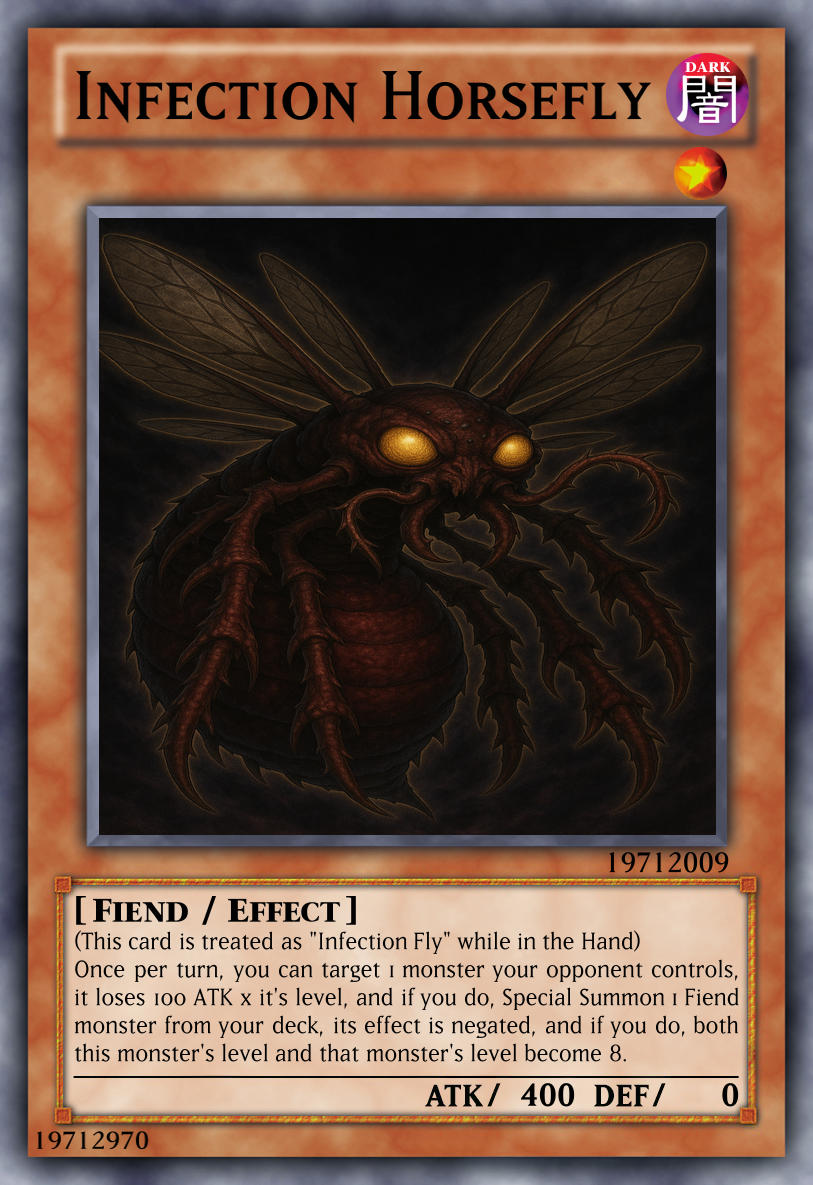 Infection Horsefly
DARK
闇
19712009
[ Fiend / Effect ]
(This card is treated as "Infection Fly" while in the Hand)
Once per turn, you can target 1 monster your opponent controls,
it loses 100 ATK x it's level, and if you do, Special Summon 1 Fiend
monster from your deck, its effect is negated, and if you do, both
this monster's level and that monster's level become 8.
ATK/ 400 DEF/ 0
19712970